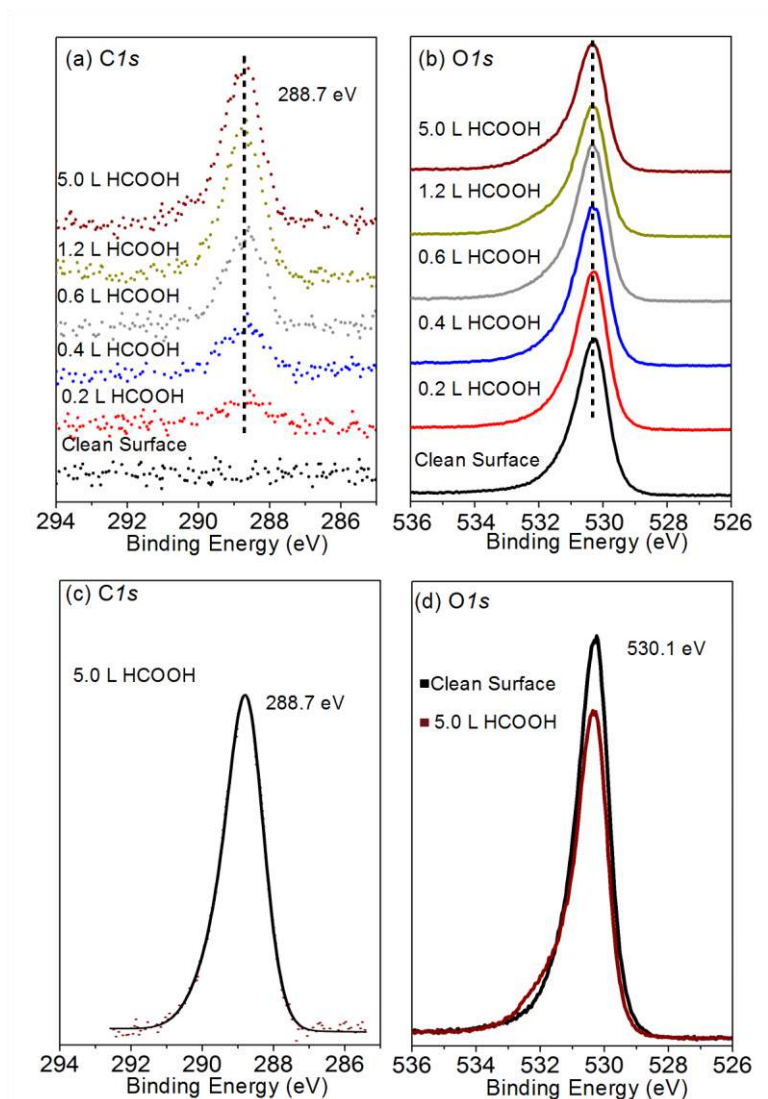 (a) C1s
288.7 eV
5.0 L HCOOH
1.2 L HCOOH
0.6 L HCOOH
0.4 L HCOOH
0.2 L HCOOH
Clean Surface
294 292 290 288 286
Binding Energy (eV)
(b) O1s
5.0 L HCOOH
1.2 L HCOOH
0.6 L HCOOH
0.4 L HCOOH
0.2 L HCOOH
Clean Surface
536 534 532 530 528 526
Binding Energy (eV)
(c) C1s
5.0 L HCOOH
288.7 eV
294 292 290 288 286
Binding Energy (eV)
(d) O1s
530.1 eV
Clean Surface
5.0 L HCOOH
536 534 532 530 528 526
Binding Energy (eV)